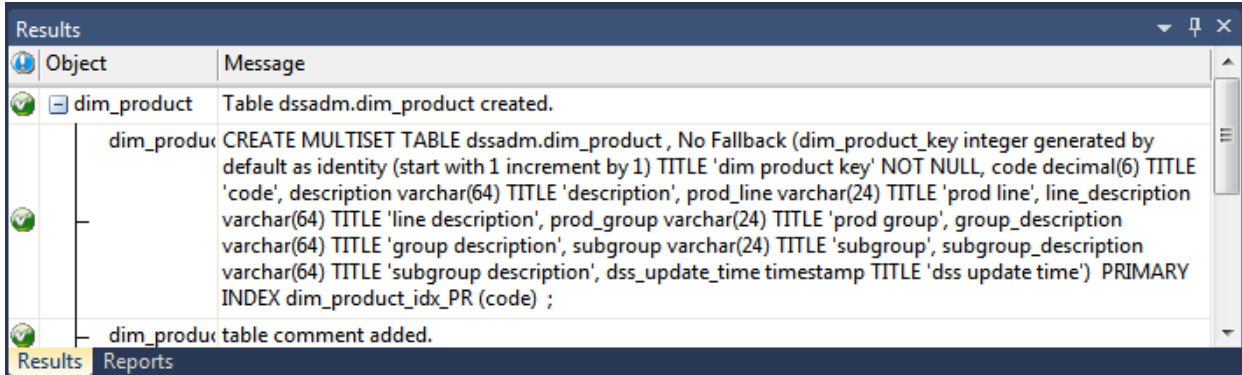 Results
Object Message
dim_product Table dssadm.dim_product created.
dim_produc CREATE MULTISET TABLE dssadm.dim_product , No Fallback (dim_product_key integer generated by
default as identity (start with 1 increment by 1) TITLE 'dim product key' NOT NULL, code decimal(6) TITLE
'code', description varchar(64) TITLE 'description', prod_line varchar(24) TITLE 'prod line', line_description
varchar(64) TITLE 'line description', prod_group varchar(24) TITLE 'prod group', group_description
varchar(64) TITLE 'group description', subgroup varchar(24) TITLE 'subgroup', subgroup_description
varchar(64) TITLE 'subgroup description', dss_update_time timestamp TITLE 'dss update time')  PRIMARY
INDEX dim_product_idx_PR (code)  ;
dim_produc table comment added.
Results Reports